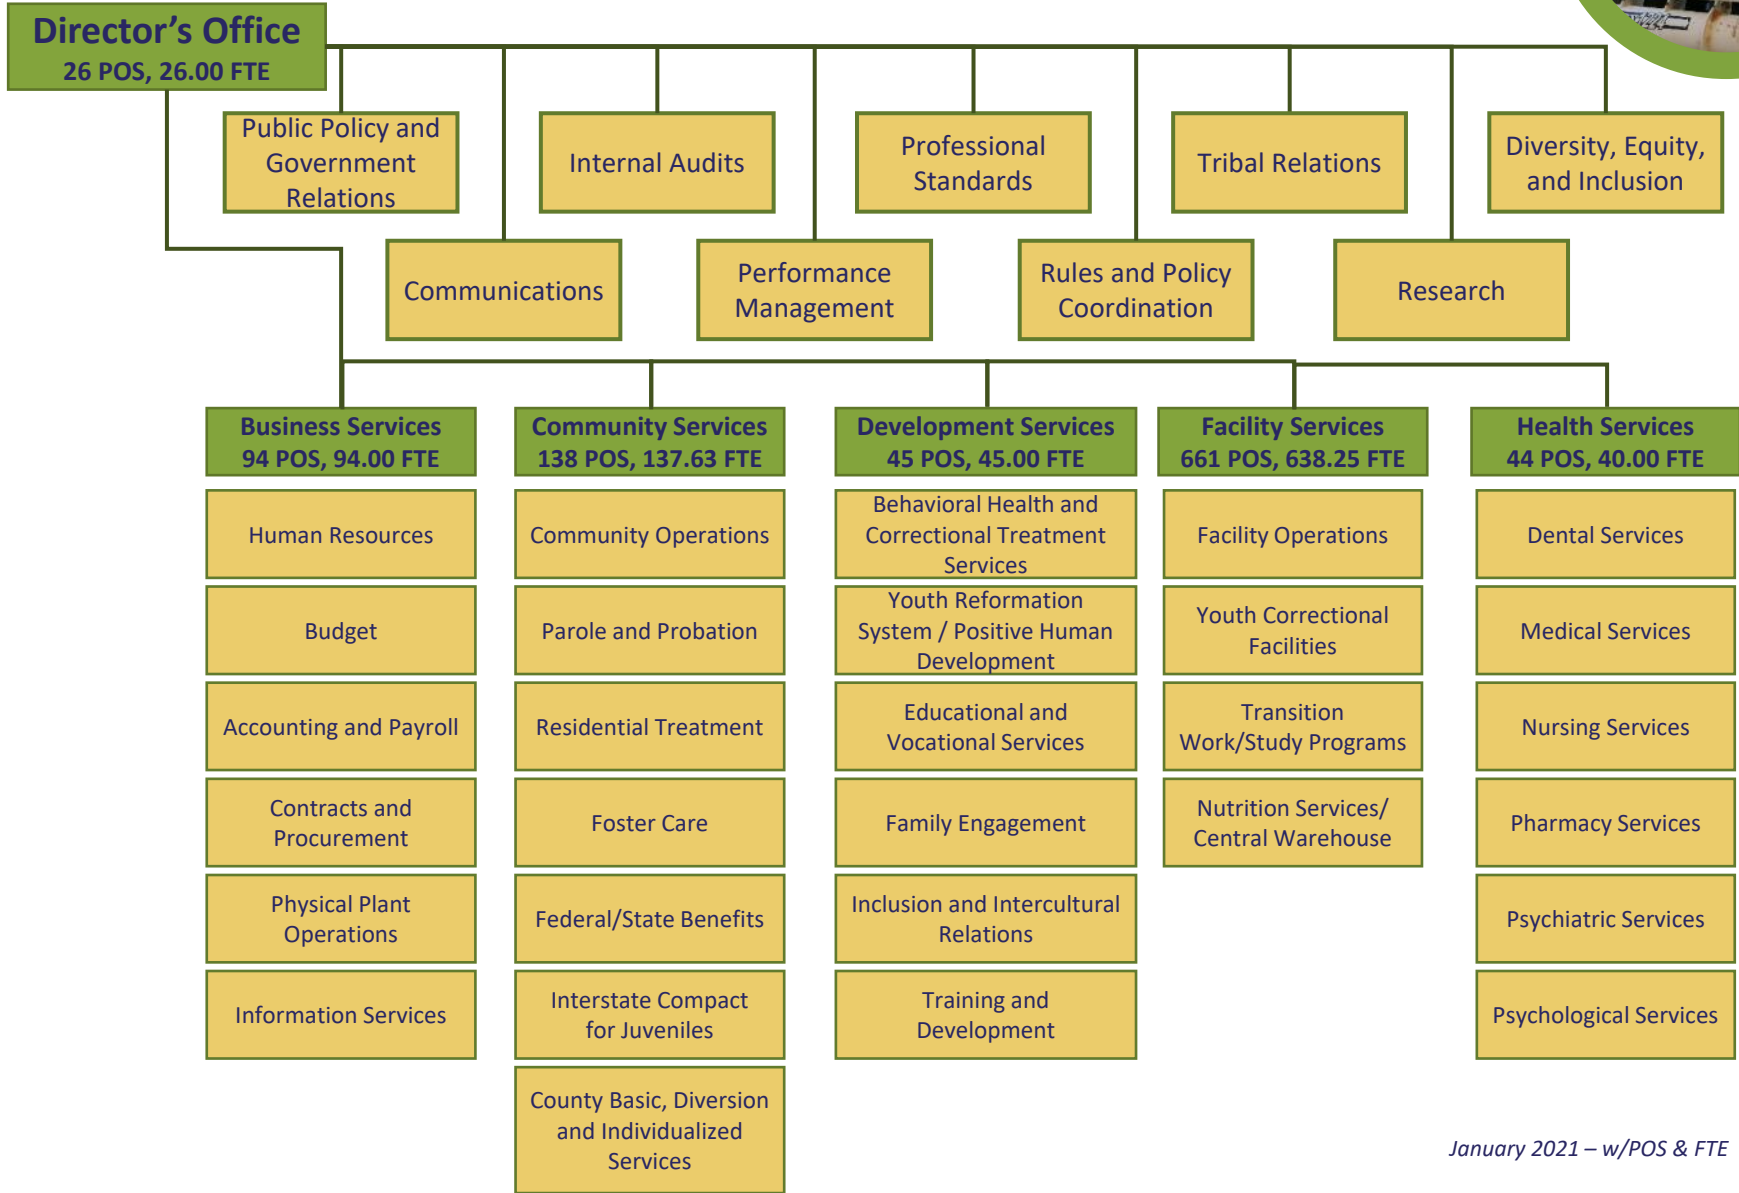 Director's Office
26 POS, 26.00 FTE
Public Policy and
Government
Relations
Internal Audits
Professional
Standards
Tribal Relations
Diversity, Equity,
and Inclusion
Communications
Performance
Management
Rules and Policy
Coordination
Research
Business Services
94 POS, 94.00 FTE
Human Resources
Budget
Accounting and Payroll
Contracts and
Procurement
Physical Plant
Operations
Information Services
Community Services
138 POS, 137.63 FTE
Community Operations
Parole and Probation
Residential Treatment
Foster Care
Federal/State Benefits
Interstate Compact
for Juveniles
County Basic, Diversion
and Individualized
Services
Development Services
45 POS, 45.00 FTE
Behavioral Health and
Correctional Treatment
Services
Youth Reformation
System / Positive Human
Development
Educational and
Vocational Services
Family Engagement
Inclusion and Intercultural
Relations
Training and
Development
Facility Services
661 POS, 638.25 FTE
Facility Operations
Youth Correctional
Facilities
Transition
Work/Study Programs
Nutrition Services/
Central Warehouse
Health Services
44 POS, 40.00 FTE
Dental Services
Medical Services
Nursing Services
Pharmacy Services
Psychiatric Services
Psychological Services
January 2021 – w/POS & FTE